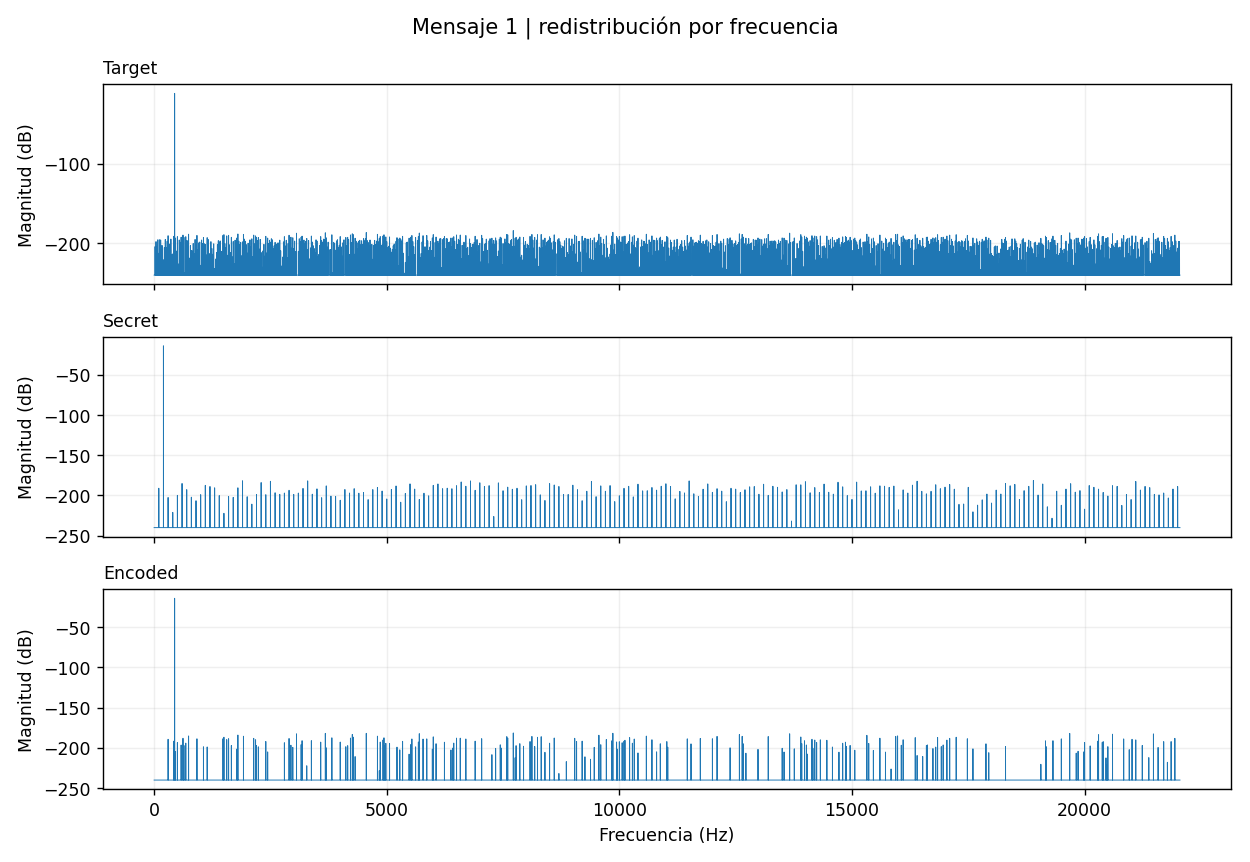 Mensaje 1 | redistribución por frecuencia
Target
Magnitud (dB)
−100
−200
Secret
Magnitud (dB)
−50
−100
−150
−200
−250
Encoded
Magnitud (dB)
−50
−100
−150
−200
−250
0 5000 10000 15000 20000
Frecuencia (Hz)